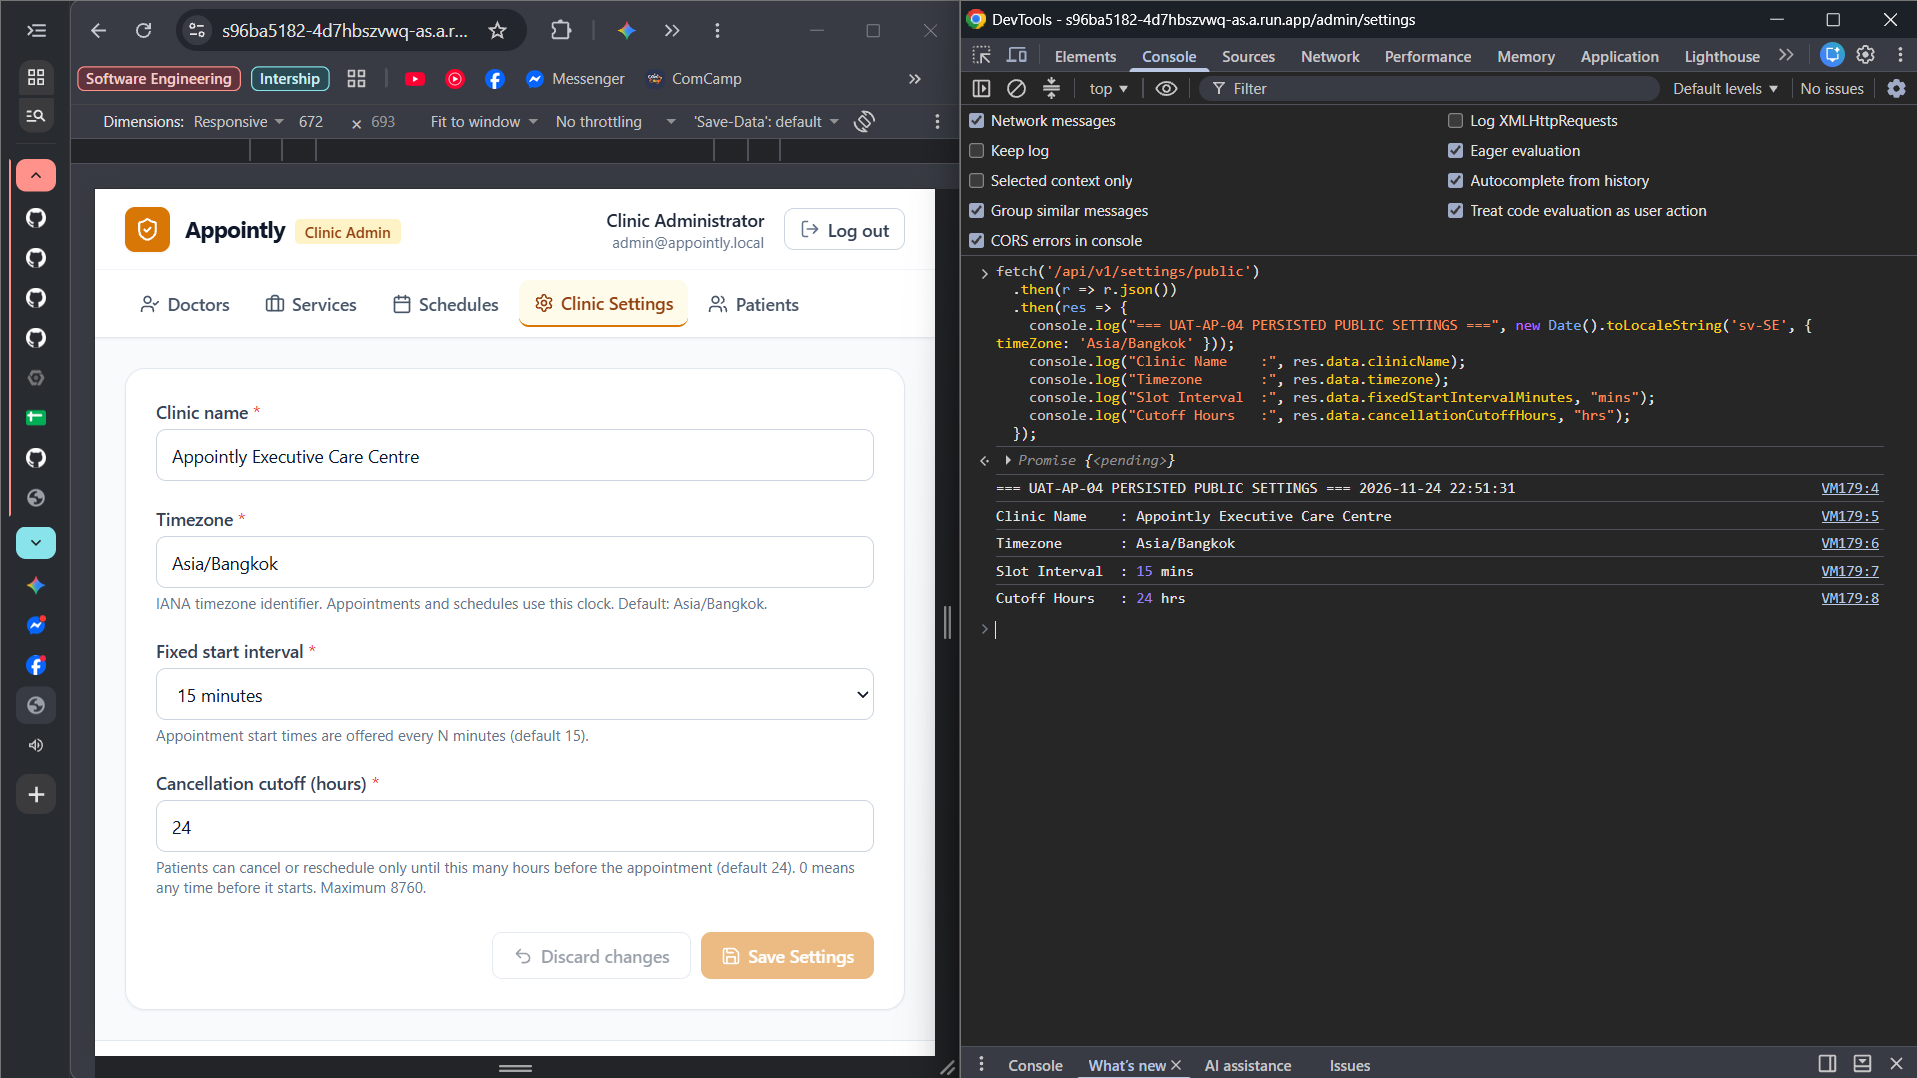 s96ba5182-4d7hbszvwq-as.a.r...
Software Engineering
Intership
Messenger
ComCamp
Dimensions: Responsive
672
×
693
Fit to window
No throttling
'Save-Data': default
Appointly
Clinic Admin
Clinic Administrator
admin@appointly.local
Log out
Doctors
Services
Schedules
Clinic Settings
Patients
Clinic name *
Appointly Executive Care Centre
Timezone *
Asia/Bangkok
IANA timezone identifier. Appointments and schedules use this clock. Default: Asia/Bangkok.
Fixed start interval *
15 minutes
Appointment start times are offered every N minutes (default 15).
Cancellation cutoff (hours) *
24
Patients can cancel or reschedule only until this many hours before the appointment (default 24). 0 means
any time before it starts. Maximum 8760.
Discard changes
Save Settings
DevTools - s96ba5182-4d7hbszvwq-as.a.run.app/admin/settings
Elements
Console
Sources
Network
Performance
Memory
Application
Lighthouse
top
Filter
Default levels
No issues
Network messages
Log XMLHttpRequests
Keep log
Eager evaluation
Selected context only
Autocomplete from history
Group similar messages
Treat code evaluation as user action
CORS errors in console
fetch('/api/v1/settings/public')
.then(r => r.json())
.then(res => {
console.log("=== UAT-AP-04 PERSISTED PUBLIC SETTINGS ===", new Date().toLocaleString('sv-SE', {
timeZone: 'Asia/Bangkok' }));
console.log("Clinic Name    :", res.data.clinicName);
console.log("Timezone       :", res.data.timezone);
console.log("Slot Interval  :", res.data.fixedStartIntervalMinutes, "mins");
console.log("Cutoff Hours   :", res.data.cancellationCutoffHours, "hrs");
});
Promise {<pending>}
=== UAT-AP-04 PERSISTED PUBLIC SETTINGS === 2026-11-24 22:51:31 VM179:4
Clinic Name    : Appointly Executive Care Centre VM179:5
Timezone       : Asia/Bangkok VM179:6
Slot Interval  : 15 mins VM179:7
Cutoff Hours   : 24 hrs VM179:8
Console
What's new
AI assistance
Issues